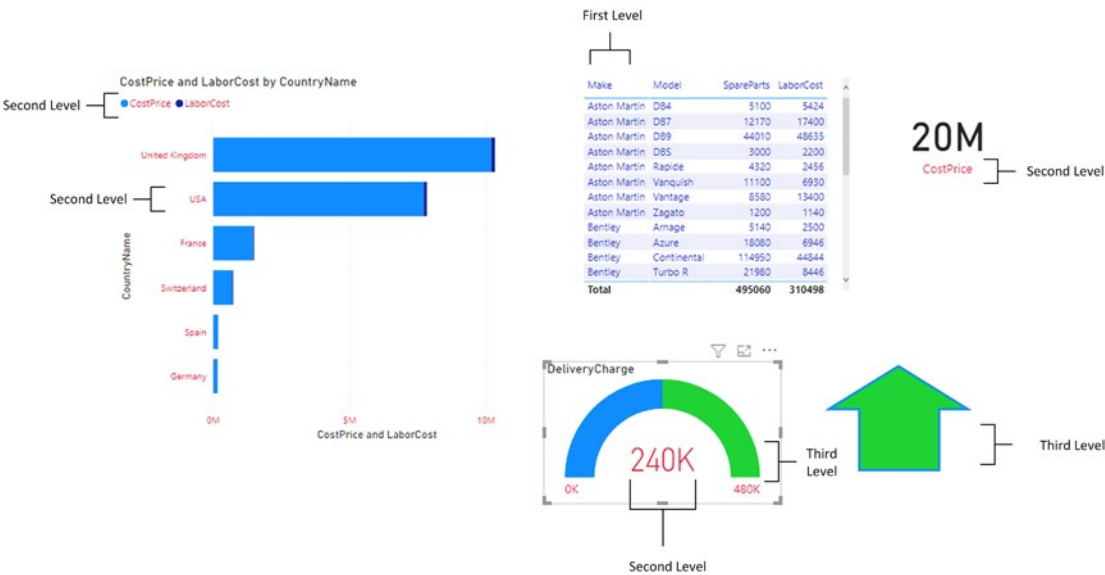 First Level
CostPrice and LaborCost by CountryName
Second Level
CostPrice LaborCost
United Kingdom
Second Level
USA
France
Switzerland
Spain
Germany
CountryName
0M 5M 10M
CostPrice and LaborCost
Make Model SpareParts LaborCost
Aston Martin DB4 5100 5424
Aston Martin DB7 12170 17400
Aston Martin DB9 44010 48635
Aston Martin DBS 3000 2200
Aston Martin Rapide 4320 2456
Aston Martin Vanquish 11100 6930
Aston Martin Vantage 8580 13400
Aston Martin Zagato 1200 1140
Bentley Arnage 5140 2500
Bentley Azure 18080 6946
Bentley Continental 114950 44844
Bentley Turbo R 21980 8446
Total 495060 310498
20M
CostPrice
Second Level
DeliveryCharge
240K
0K 480K
Third
Level
Second Level
Third Level